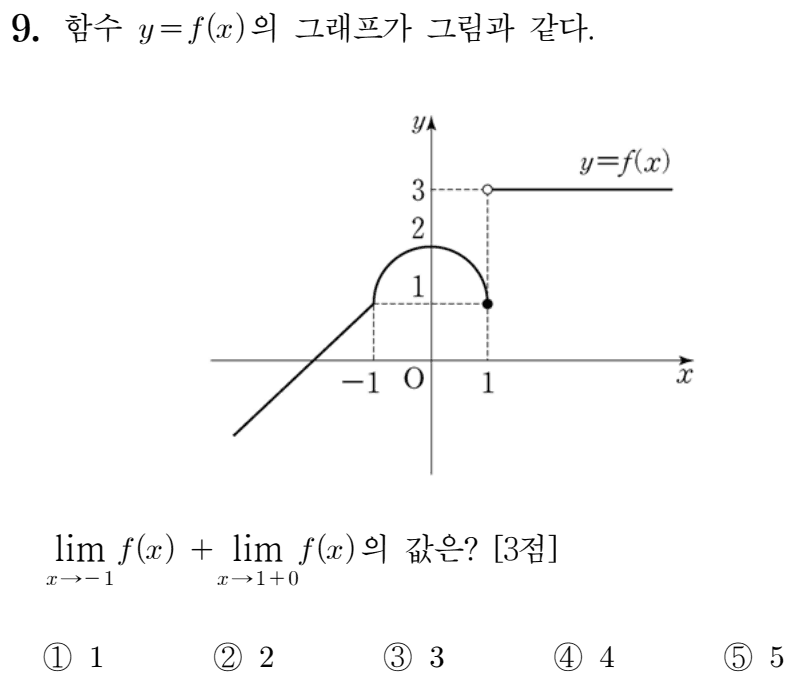 9. 함수 y=f(x)의 그래프가 그림과 같다.
y
y=f(x)
3
2
1
−1 O 1 x
lim f(x) + lim f(x)의 값은? [3점]
x→−1 x→1+0
① 1 ② 2 ③ 3 ④ 4 ⑤ 5